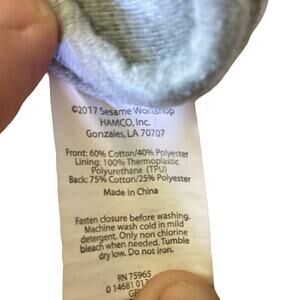 ©2017 Sesame Workshop
HAMCO, Inc.
Gonzales, LA 70707
Front: 60% Cotton/40% Polyester
Lining: 100% Thermoplastic
Polyurethane (TPU)
Back: 75% Cotton/25% Polyester
Made in China
Fasten closure before washing.
Machine wash cold in mild
detergent. Only non chlorine
bleach when needed. Tumble
dry low. Do not iron.
RN 75965
0 14681